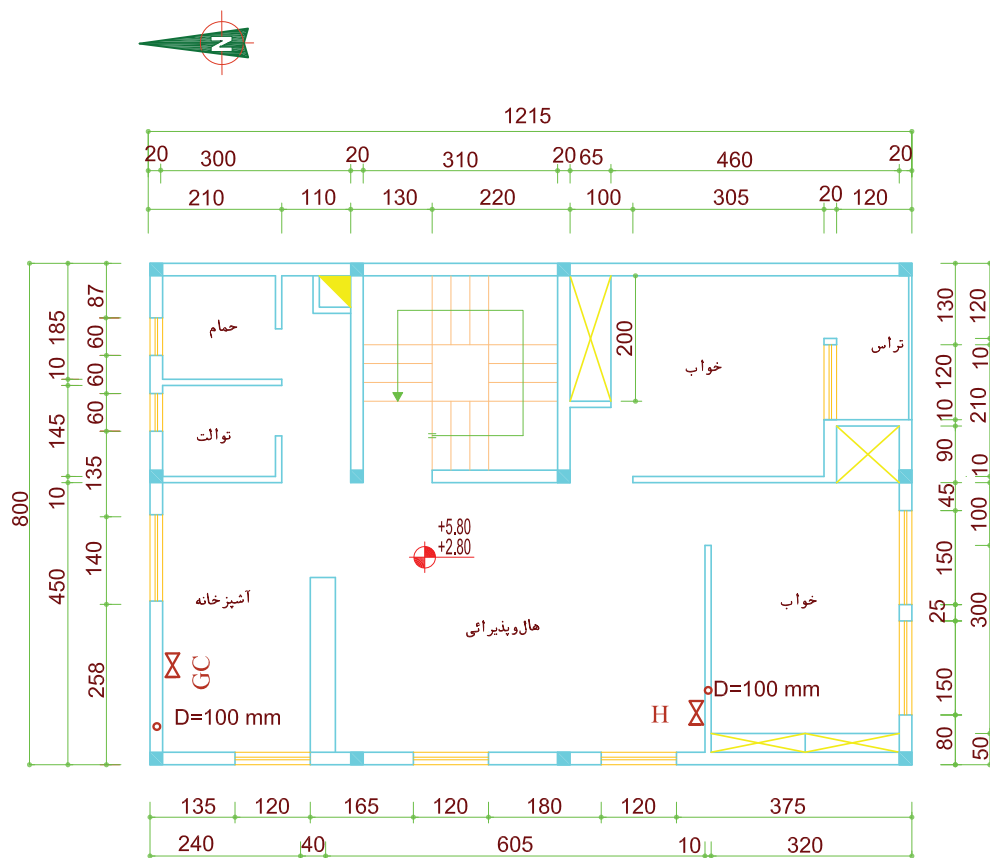 N
1215
20 300 20 310 20 65 460 20
210 110 130 220 100 305 20 120
800
185 10 145 10 450
87 60 60 60 135 140 258
حمام
توالت
آشپزخانه
200
خواب
تراس
+5.80
+2.80
هال‌وپذیرائی
خواب
GC
D=100 mm
H
D=100 mm
130 120 10 90 45 150 25 150 80
120 10 210 10 100 300 50
135 120 165 120 180 120 375
240 40 605 10 320